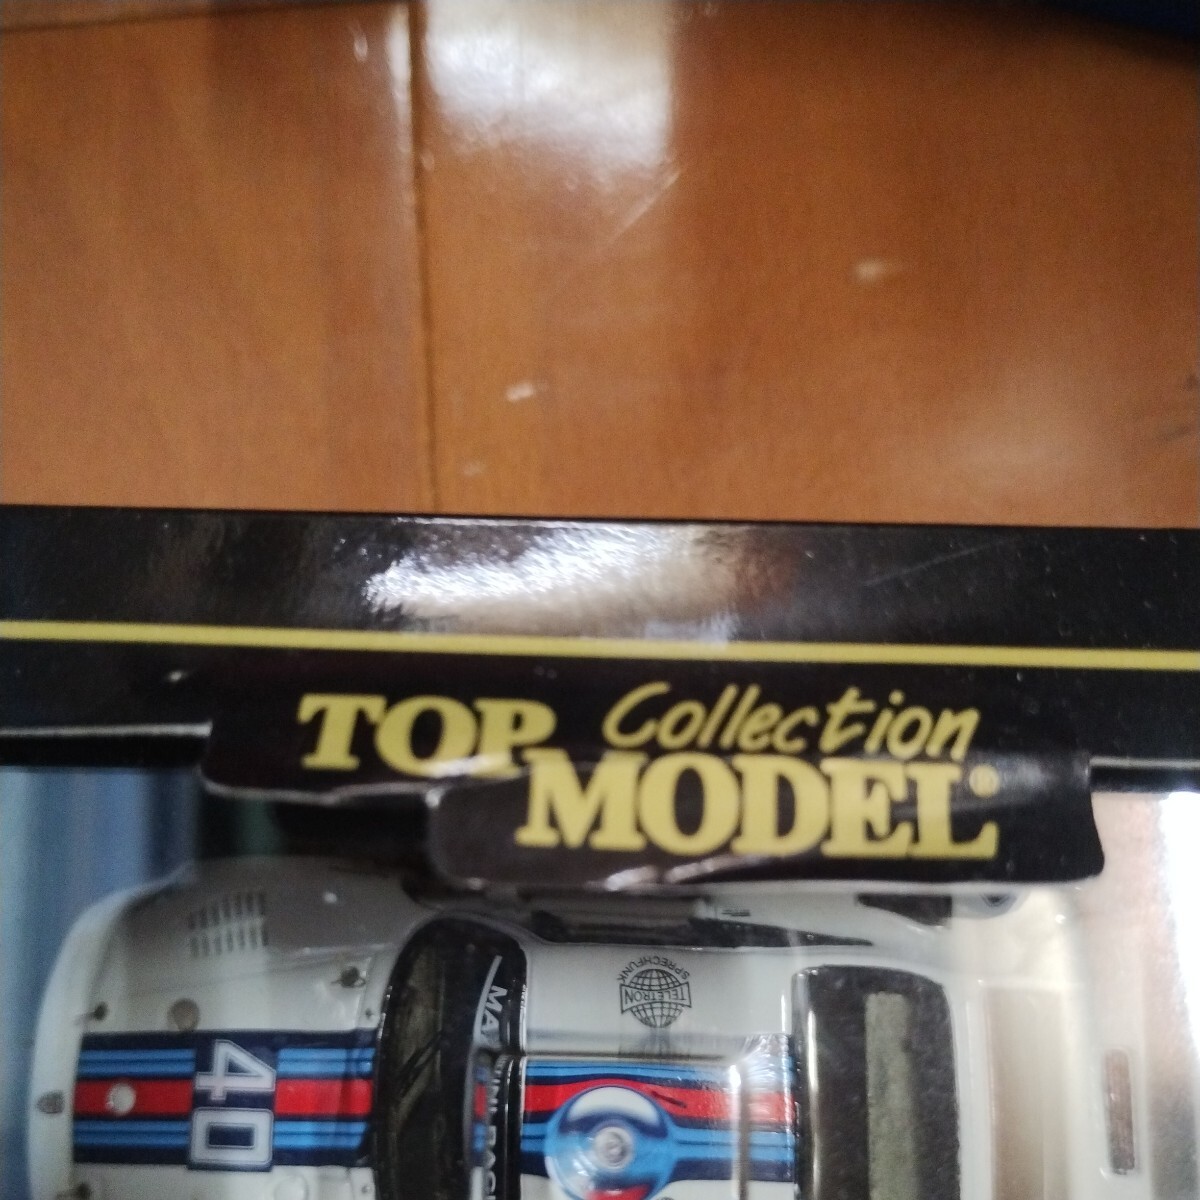 TOP Collection
MODEL®
SPRECHFUNK
TELETRON
40